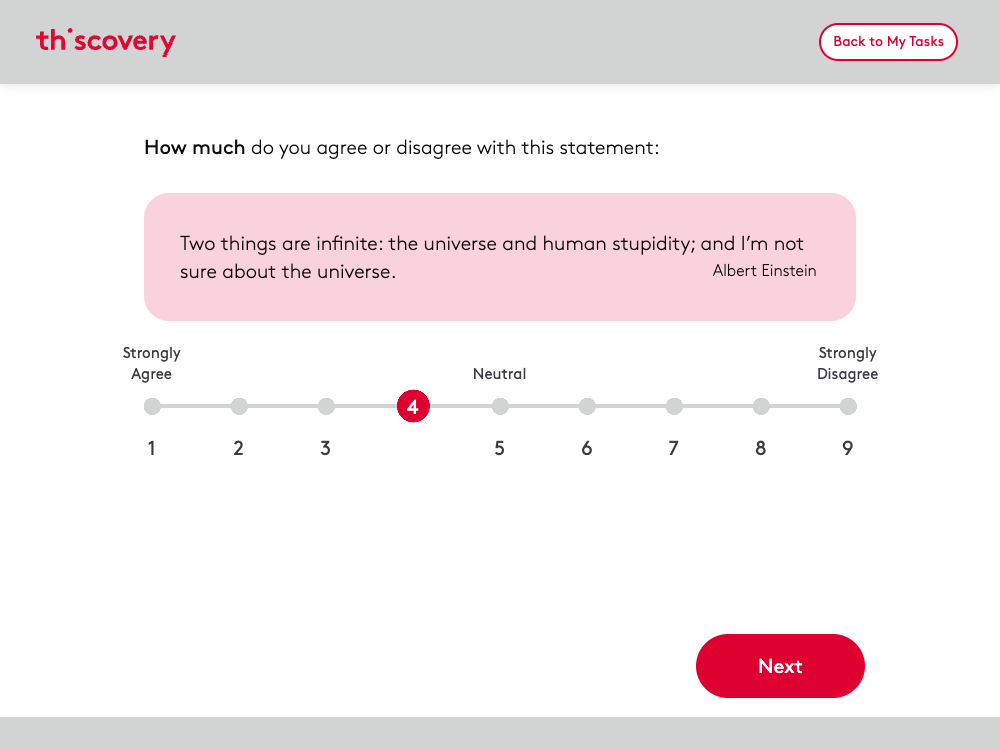 th•scovery
Back to My Tasks
How much do you agree or disagree with this statement:
Two things are infinite: the universe and human stupidity; and I’m not
sure about the universe.
Albert Einstein
Strongly
Agree
Neutral
Strongly
Disagree
4
1 2 3 5 6 7 8 9
Next